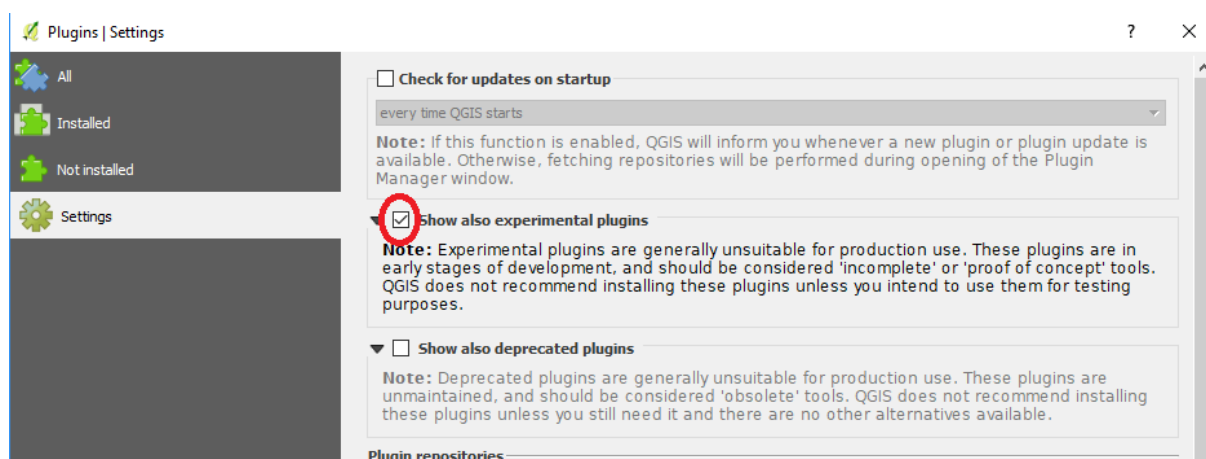 Plugins | Settings
?
All
Installed
Not installed
Settings
Check for updates on startup
every time QGIS starts
Note: If this function is enabled, QGIS will inform you whenever a new plugin or plugin update is
available. Otherwise, fetching repositories will be performed during opening of the Plugin
Manager window.
Show also experimental plugins
Note: Experimental plugins are generally unsuitable for production use. These plugins are in
early stages of development, and should be considered 'incomplete' or 'proof of concept' tools.
QGIS does not recommend installing these plugins unless you intend to use them for testing
purposes.
Show also deprecated plugins
Note: Deprecated plugins are generally unsuitable for production use. These plugins are
unmaintained, and should be considered 'obsolete' tools. QGIS does not recommend installing
these plugins unless you still need it and there are no other alternatives available.
Plugin repositories